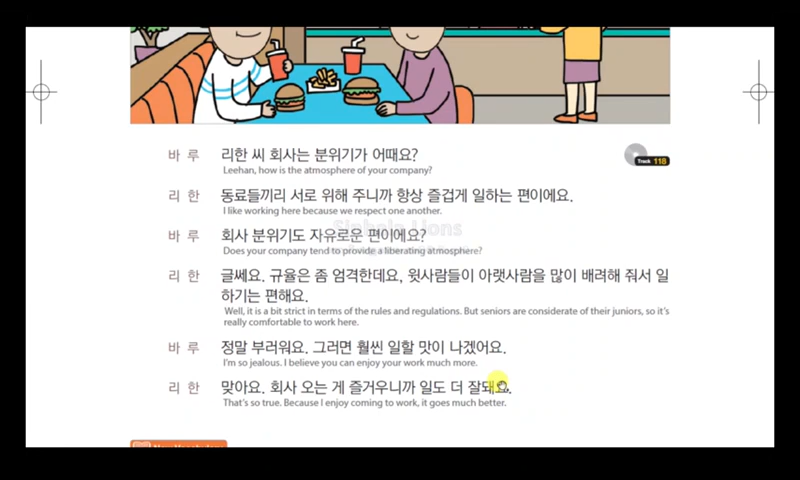 바 루 리한 씨 회사는 분위기가 어때요?
Leehan, how is the atmosphere of your company?
Track 118
리 한 동료들끼리 서로 위해 주니까 항상 즐겁게 일하는 편이에요.
I like working here because we respect one another.
바 루 회사 분위기도 자유로운 편이에요?
Does your company tend to provide a liberating atmosphere?
리 한 글쎄요. 규율은 좀 엄격한데요, 윗사람들이 아랫사람을 많이 배려해 줘서 일
하기는 편해요.
Well, it is a bit strict in terms of the rules and regulations. But seniors are considerate of their juniors, so it's
really comfortable to work here.
바 루 정말 부러워요. 그러면 훨씬 일할 맛이 나겠어요.
I'm so jealous. I believe you can enjoy your work much more.
리 한 맞아요. 회사 오는 게 즐거우니까 일도 더 잘돼요.
That's so true. Because I enjoy coming to work, it goes much better.